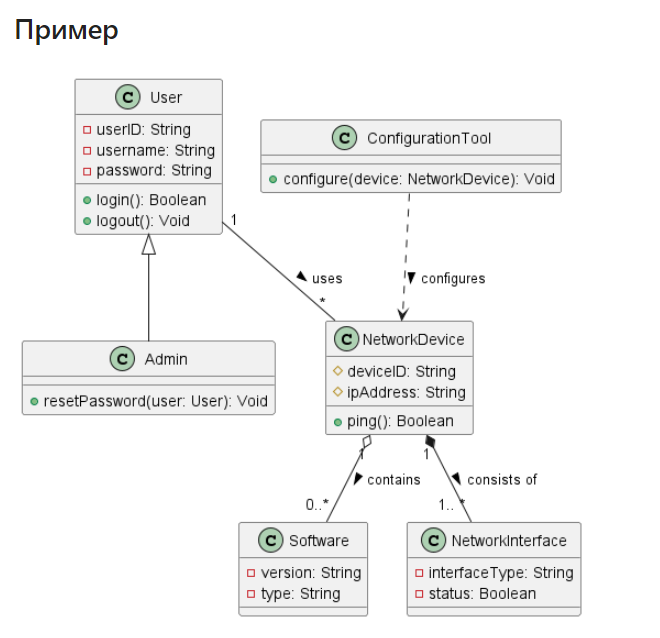 Пример
C User
userID: String
username: String
password: String
login(): Boolean
logout(): Void
C ConfigurationTool
configure(device: NetworkDevice): Void
1
uses
*
configures
C Admin
resetPassword(user: User): Void
C NetworkDevice
deviceID: String
ipAddress: String
ping(): Boolean
1
contains
0..*
1
consists of
1.. *
C Software
version: String
type: String
C NetworkInterface
interfaceType: String
status: Boolean